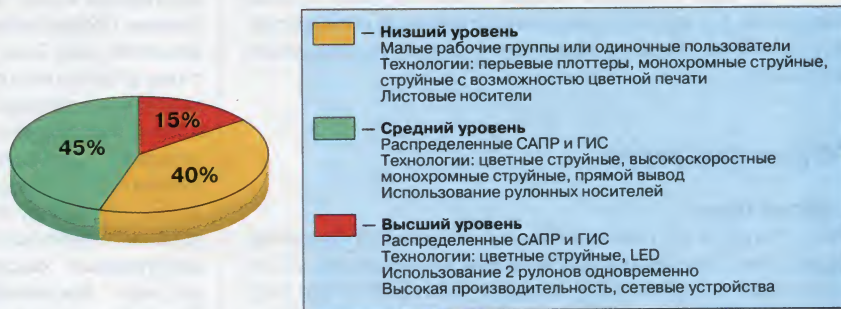 15%
45%
40%
– Низший уровень
Малые рабочие группы или одиночные пользователи
Технологии: перьевые плоттеры, монохромные струйные,
струйные с возможностью цветной печати
Листовые носители
– Средний уровень
Распределенные САПР и ГИС
Технологии: цветные струйные, высокоскоростные
монохромные струйные, прямой вывод
Использование рулонных носителей
– Высший уровень
Распределенные САПР и ГИС
Технологии: цветные струйные, LED
Использование 2 рулонов одновременно
Высокая производительность, сетевые устройства